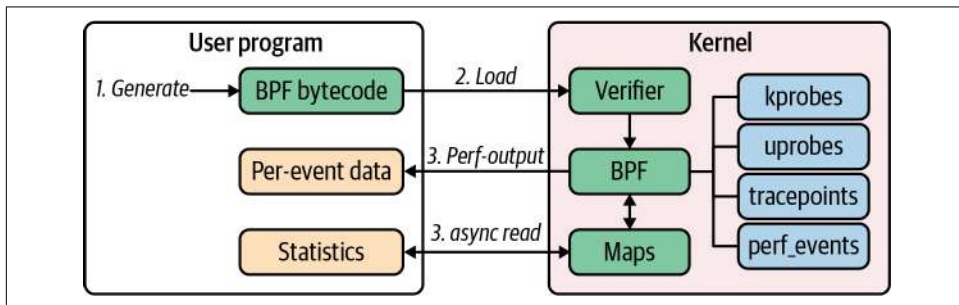 User program
Kernel
1. Generate
BPF bytecode
2. Load
Verifier
kprobes
uprobes
Per-event data
3. Perf-output
BPF
tracepoints
Statistics
3. async read
Maps
perf_events